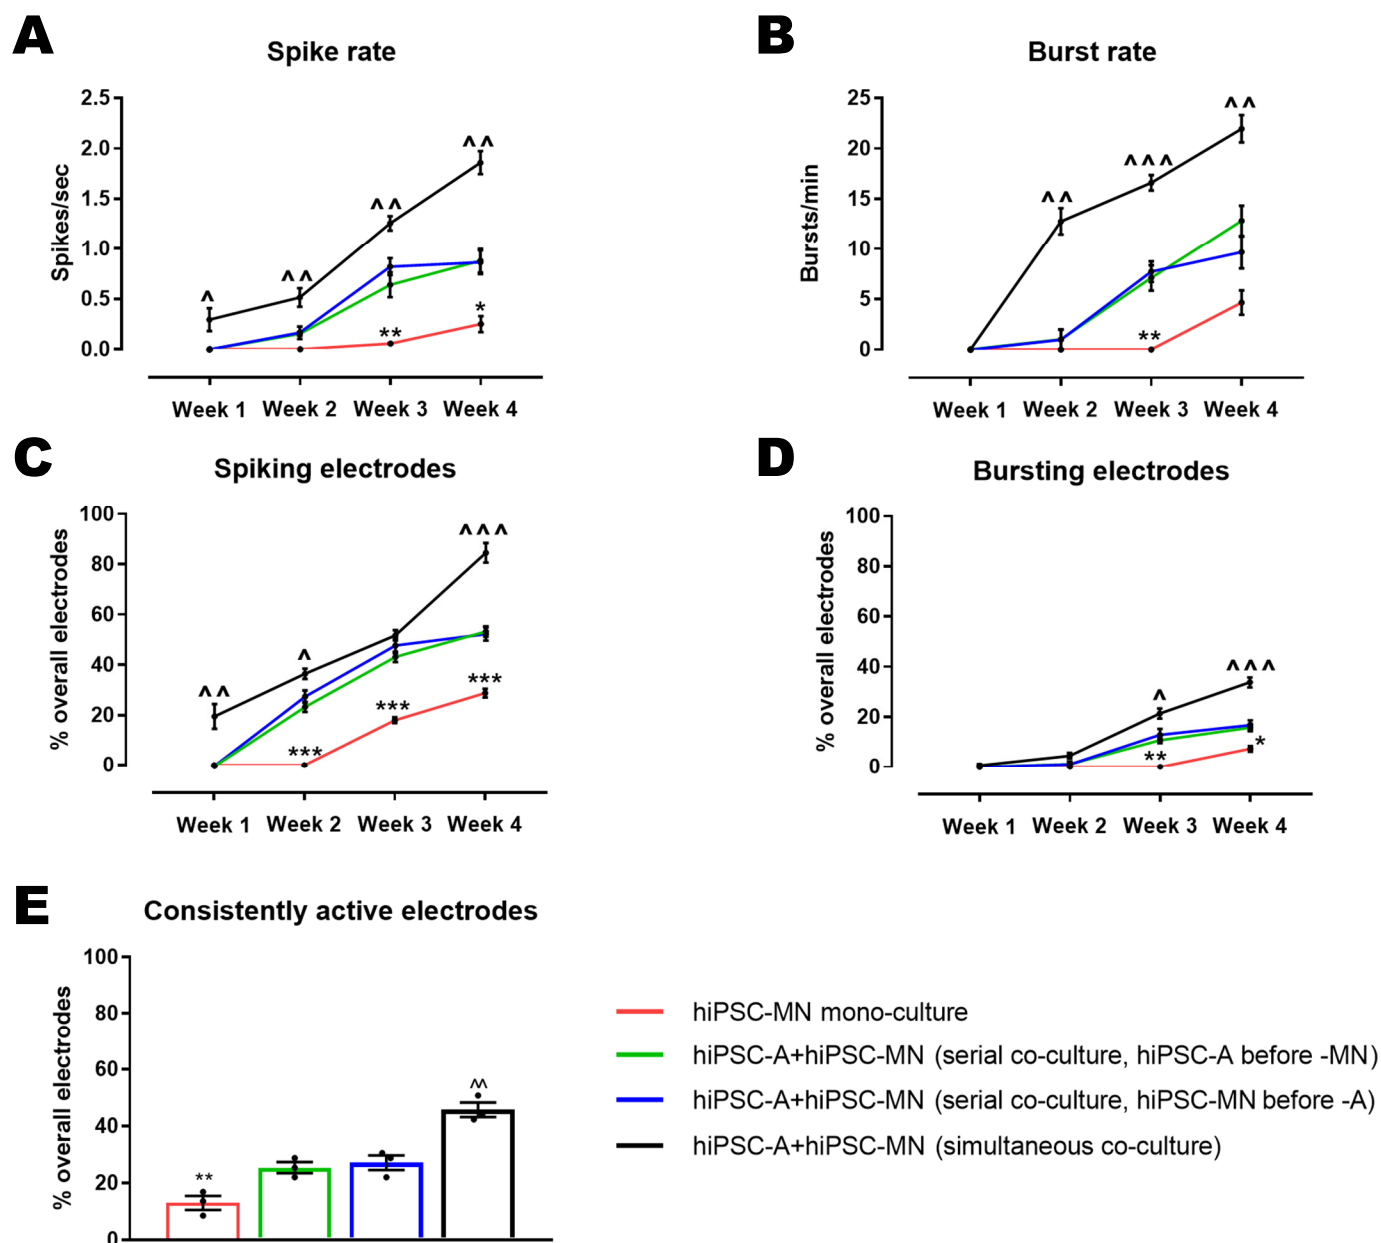 A
Spike rate
2.5
2.0
1.5
1.0
0.5
0.0
Spikes/sec
^
^^
^^
^^
**
*
Week 1 Week 2 Week 3 Week 4
B
Burst rate
25
20
15
10
5
0
Bursts/min
^^
^^^
^^
**
Week 1 Week 2 Week 3 Week 4
C
Spiking electrodes
100
80
60
40
20
0
% overall electrodes
^^
^
^^^
***
***
***
Week 1 Week 2 Week 3 Week 4
D
Bursting electrodes
100
80
60
40
20
0
% overall electrodes
^
^^^
**
*
Week 1 Week 2 Week 3 Week 4
E
Consistently active electrodes
100
80
60
40
20
0
% overall electrodes
**
^^
hiPSC-MN mono-culture
hiPSC-A+hiPSC-MN (serial co-culture, hiPSC-A before -MN)
hiPSC-A+hiPSC-MN (serial co-culture, hiPSC-MN before -A)
hiPSC-A+hiPSC-MN (simultaneous co-culture)